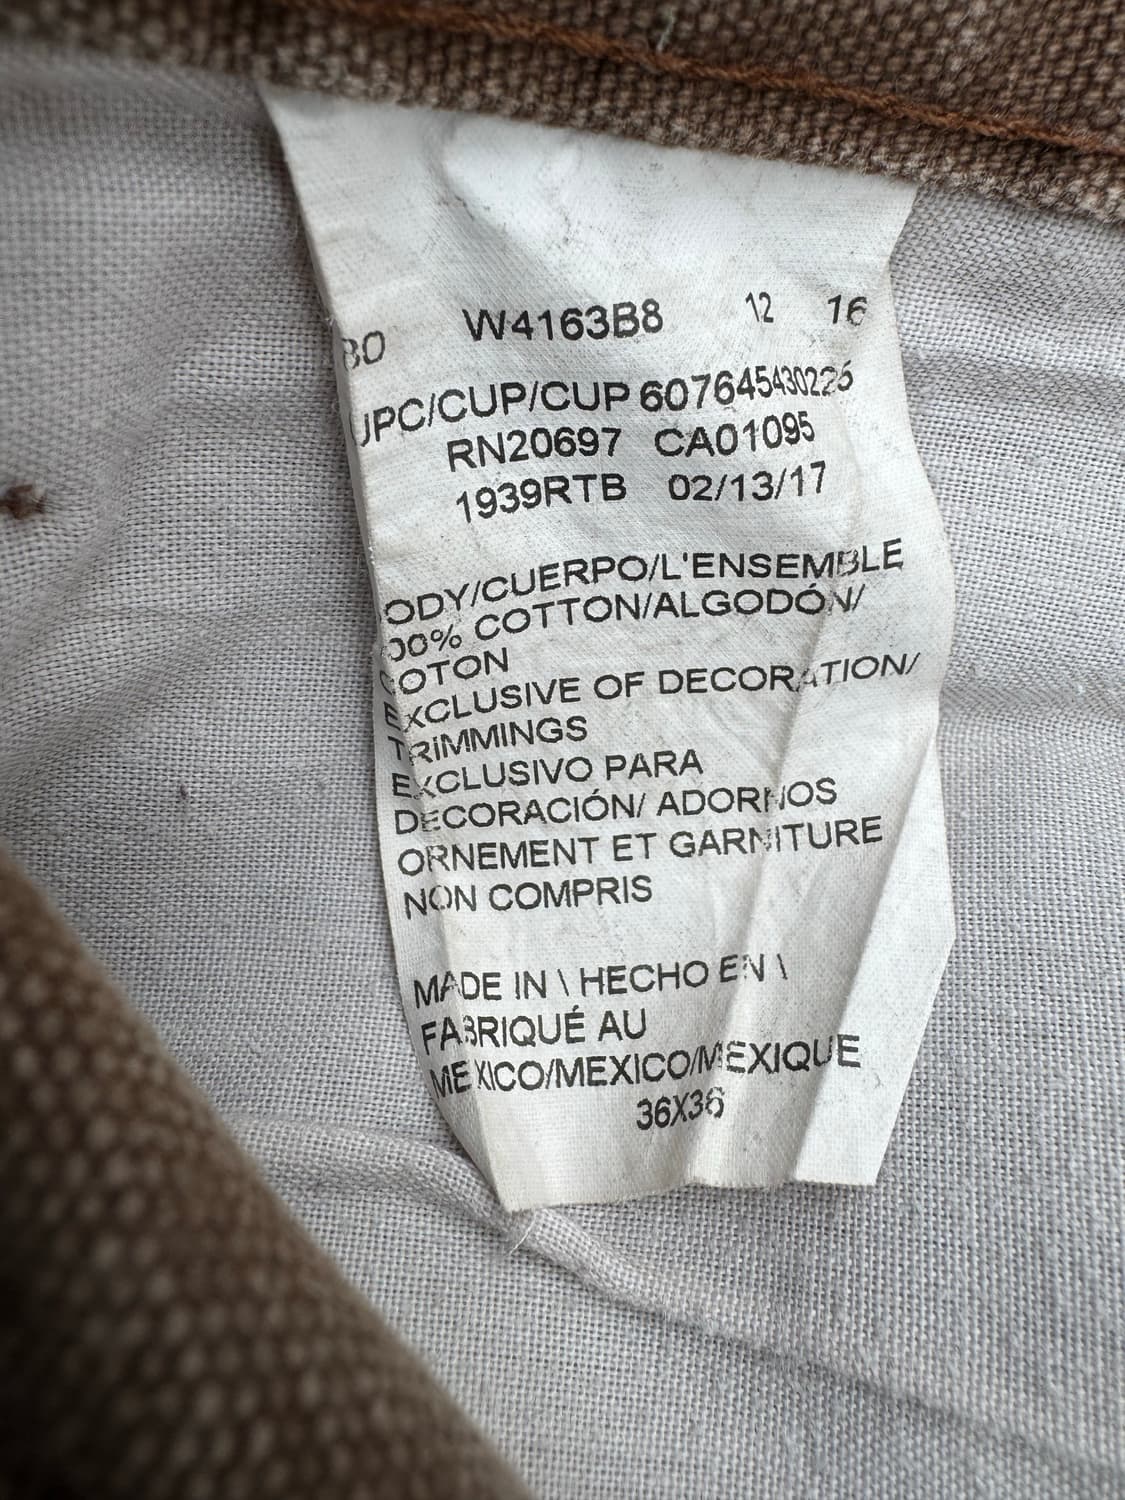 30 W4163B8 12 16
UPC/CUP/CUP 607645430225
RN20697 CA01095
1939RTB 02/13/17
ODY/CUERPO/L'ENSEMBLE
00% COTTON/ALGODÓN/
COTON
EXCLUSIVE OF DECORATION/
TRIMMINGS
EXCLUSIVO PARA
DECORACIÓN/ ADORNOS
ORNEMENT ET GARNITURE
NON COMPRIS
MADE IN \ HECHO EN \
FABRIQUÉ AU
MEXICO/MEXICO/MEXIQUE
36X36